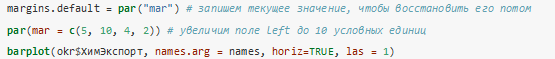 margins.default = par("mar") # запишем текущее значение, чтобы восстановить его потом
par(mar = c(5, 10, 4, 2)) # увеличим поле left до 10 условных единиц
barplot(okr$ХимЭкспорт, names.arg = names, horiz=TRUE, las = 1)